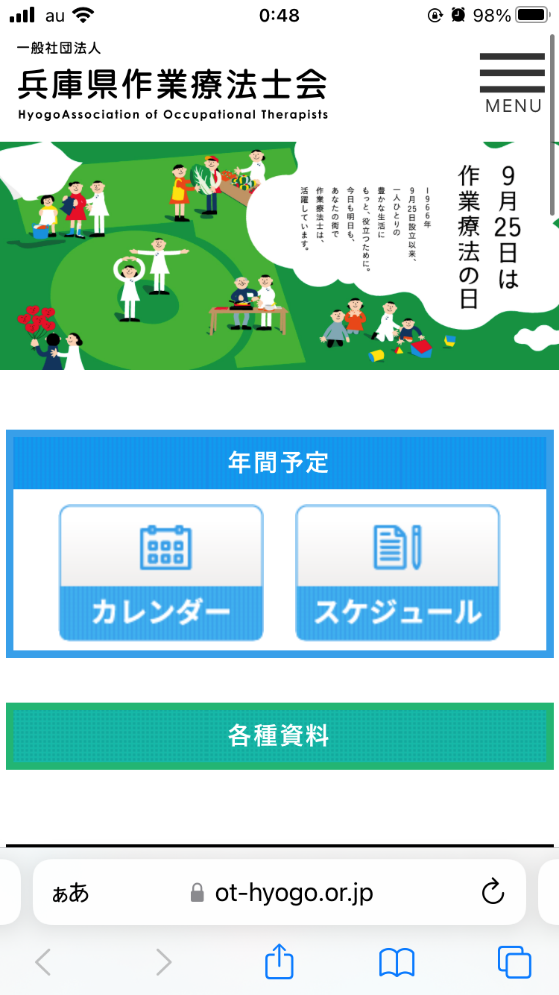 au 0:48 98%
一般社団法人
兵庫県作業療法士会
HyogoAssociation of Occupational Therapists
MENU
9月25日は
作業療法の日
1966年
9月25日設立以来、
一人ひとりの
豊かな生活に
もっと、役立つために。
今日も明日も、
あなたの街で
作業療法士は、
活躍しています。
年間予定
カレンダー
スケジュール
各種資料
ぁあ
ot-hyogo.or.jp